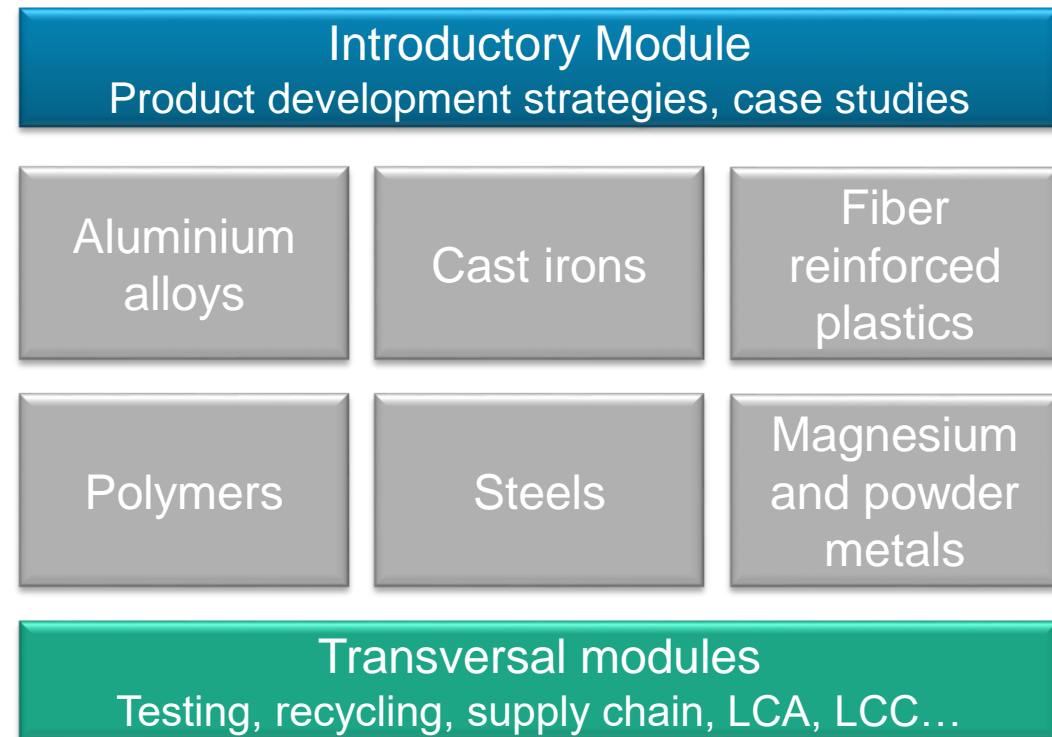 Introductory Module
Product development strategies, case studies
Aluminium
alloys
Cast irons
Fiber
reinforced
plastics
Polymers
Steels
Magnesium
and powder
metals
Transversal modules
Testing, recycling, supply chain, LCA, LCC…